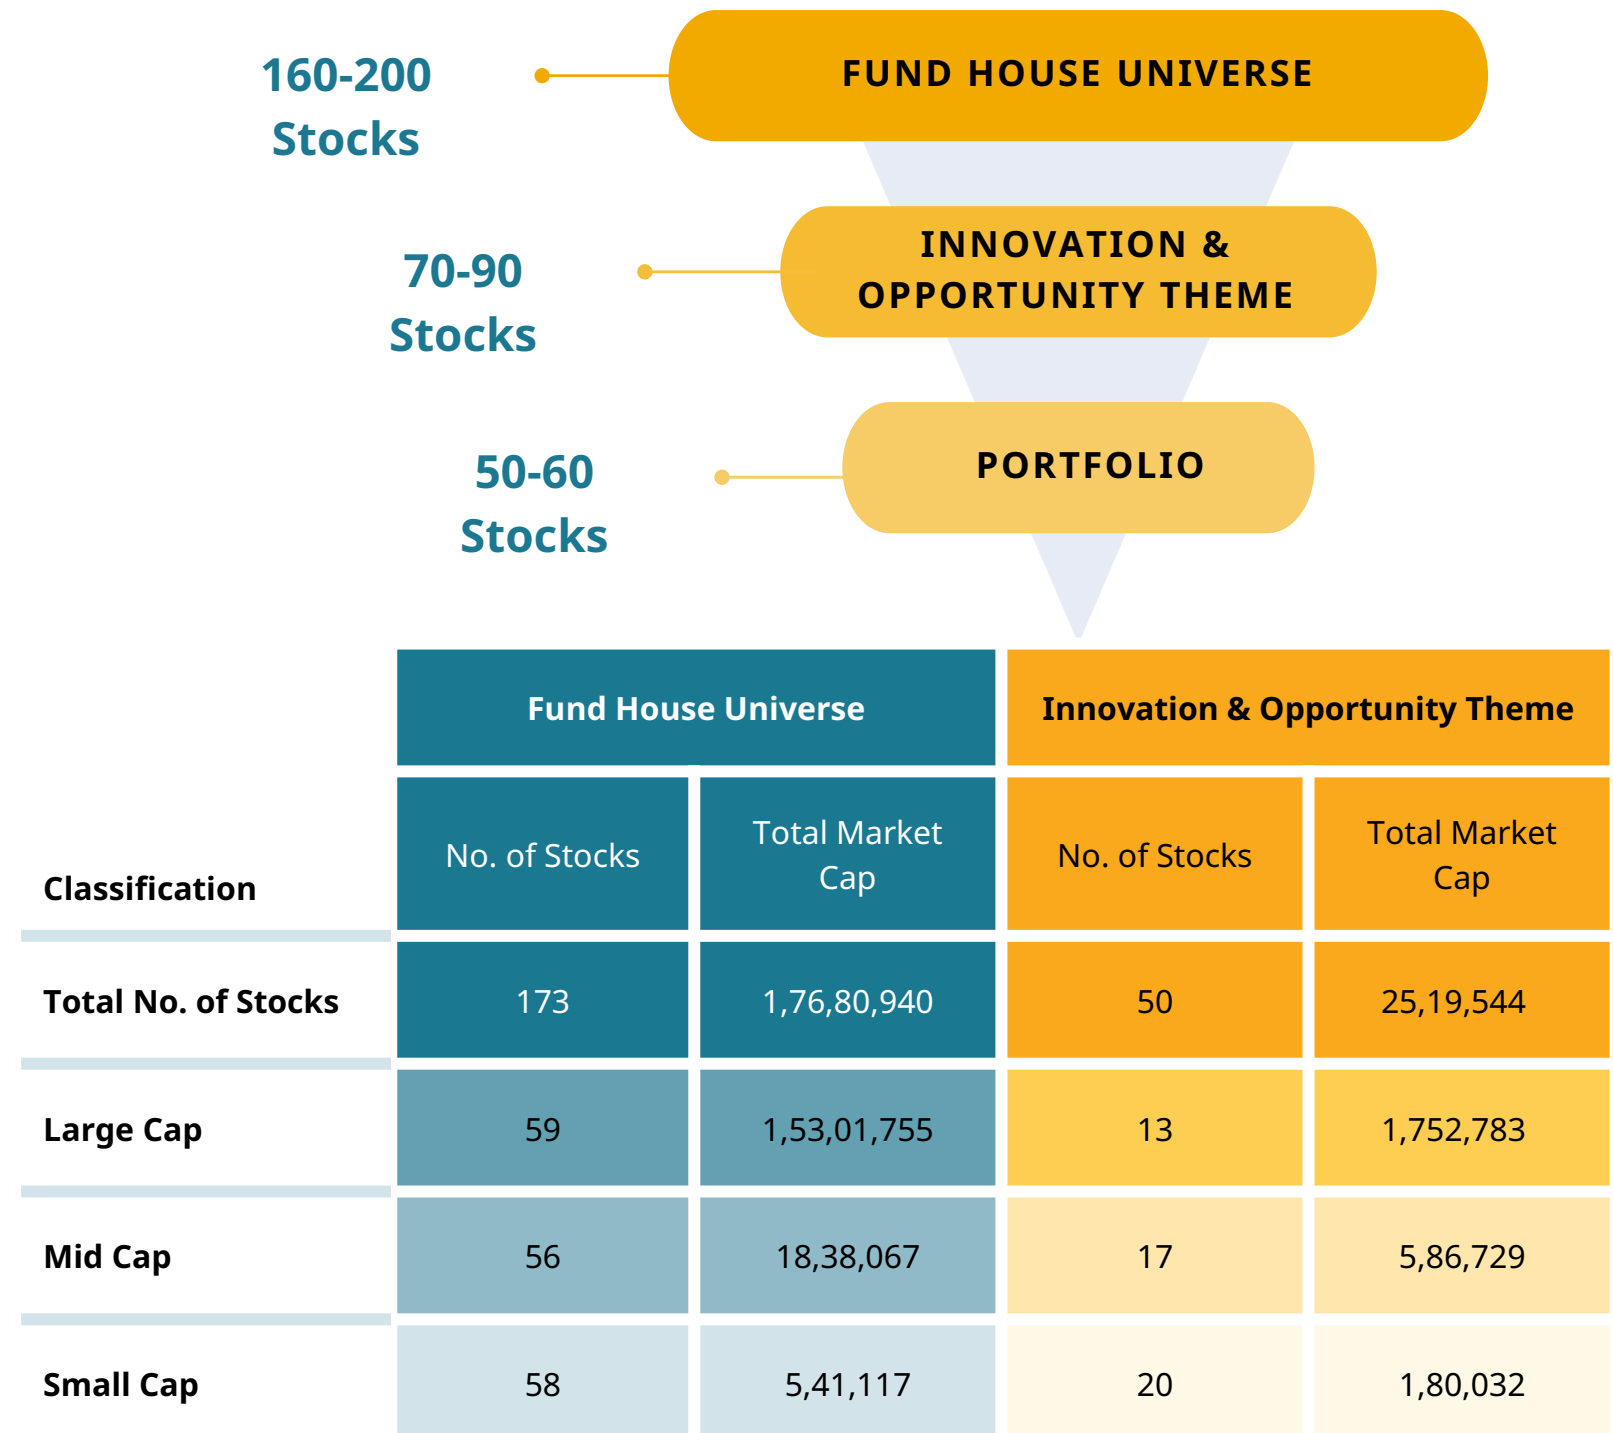 160-200
Stocks
FUND HOUSE UNIVERSE
70-90
Stocks
INNOVATION &
OPPORTUNITY THEME
50-60
Stocks
PORTFOLIO
Fund House Universe Innovation & Opportunity Theme
Classification No. of Stocks Total Market Cap No. of Stocks Total Market Cap
Total No. of Stocks 173 1,76,80,940 50 25,19,544
Large Cap 59 1,53,01,755 13 1,752,783
Mid Cap 56 18,38,067 17 5,86,729
Small Cap 58 5,41,117 20 1,80,032